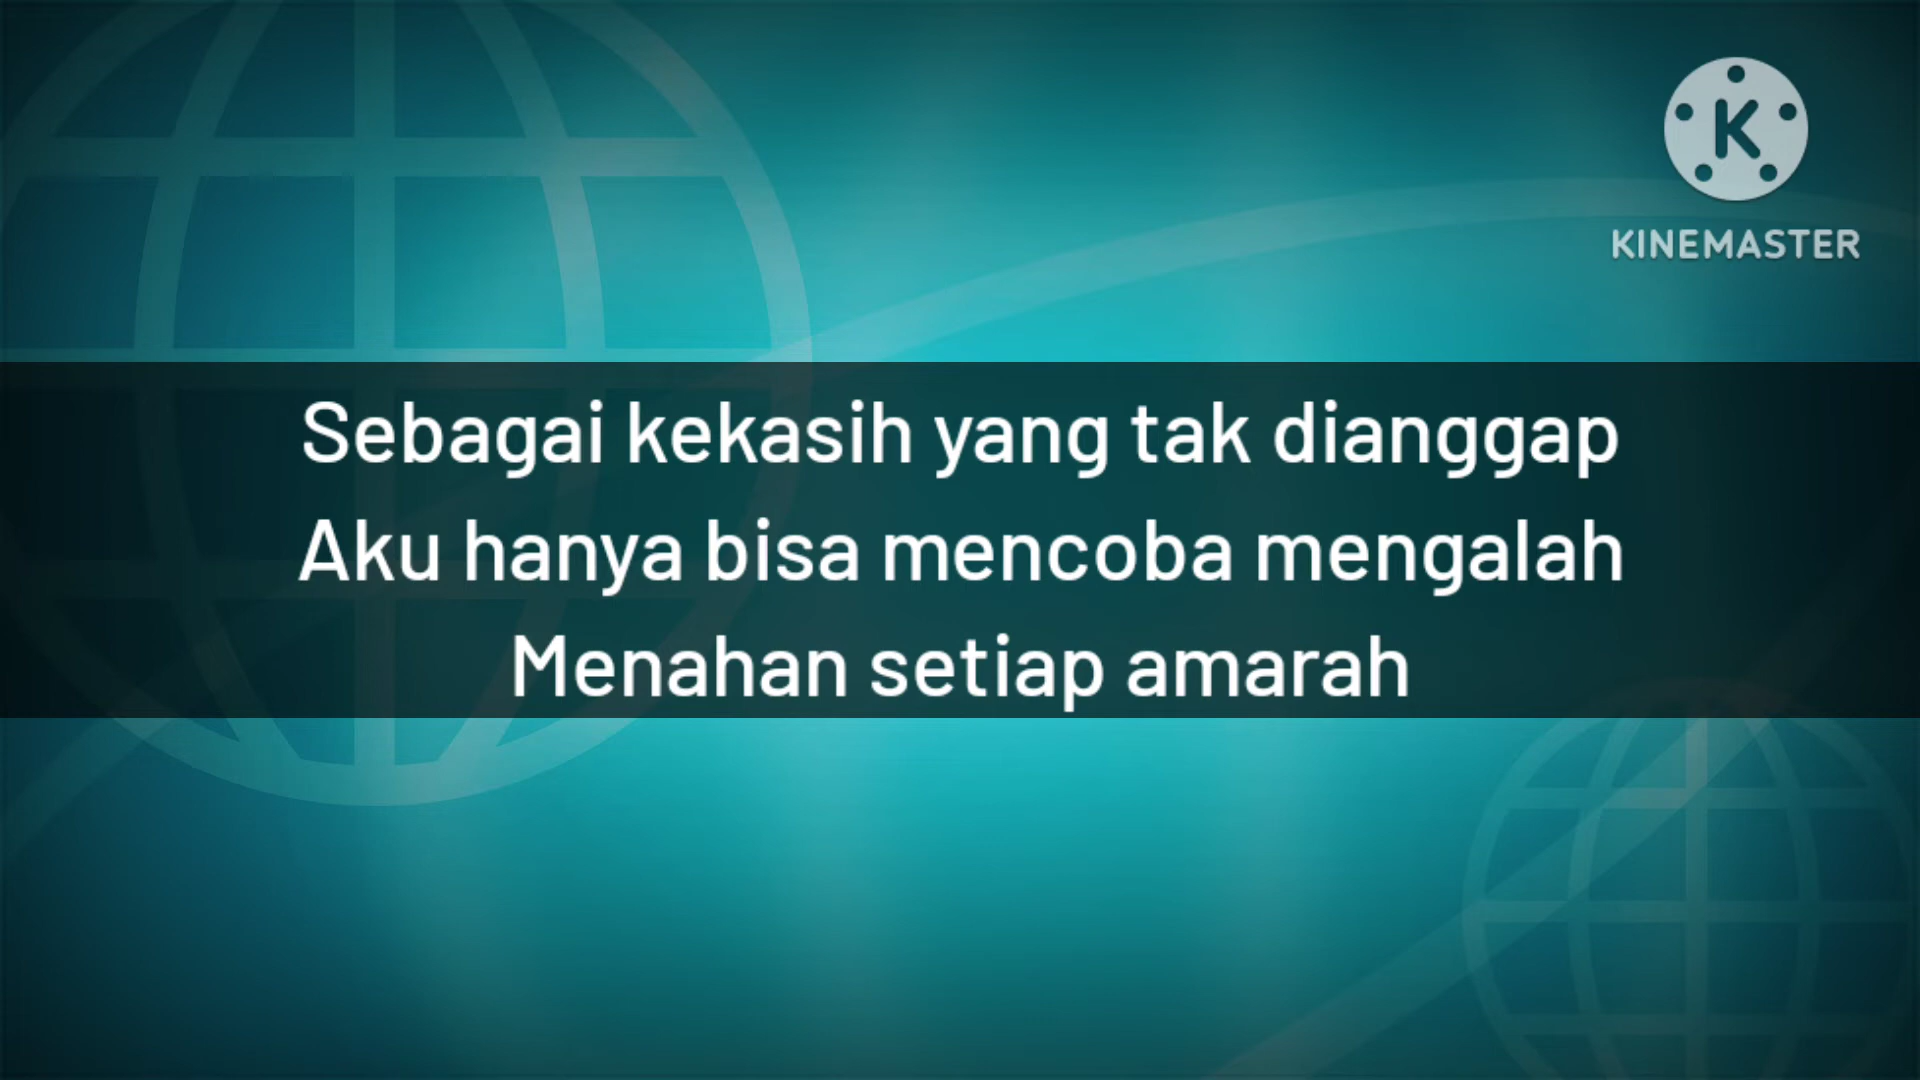 KINEMASTER
Sebagai kekasih yang tak dianggap
Aku hanya bisa mencoba mengalah
Menahan setiap amarah